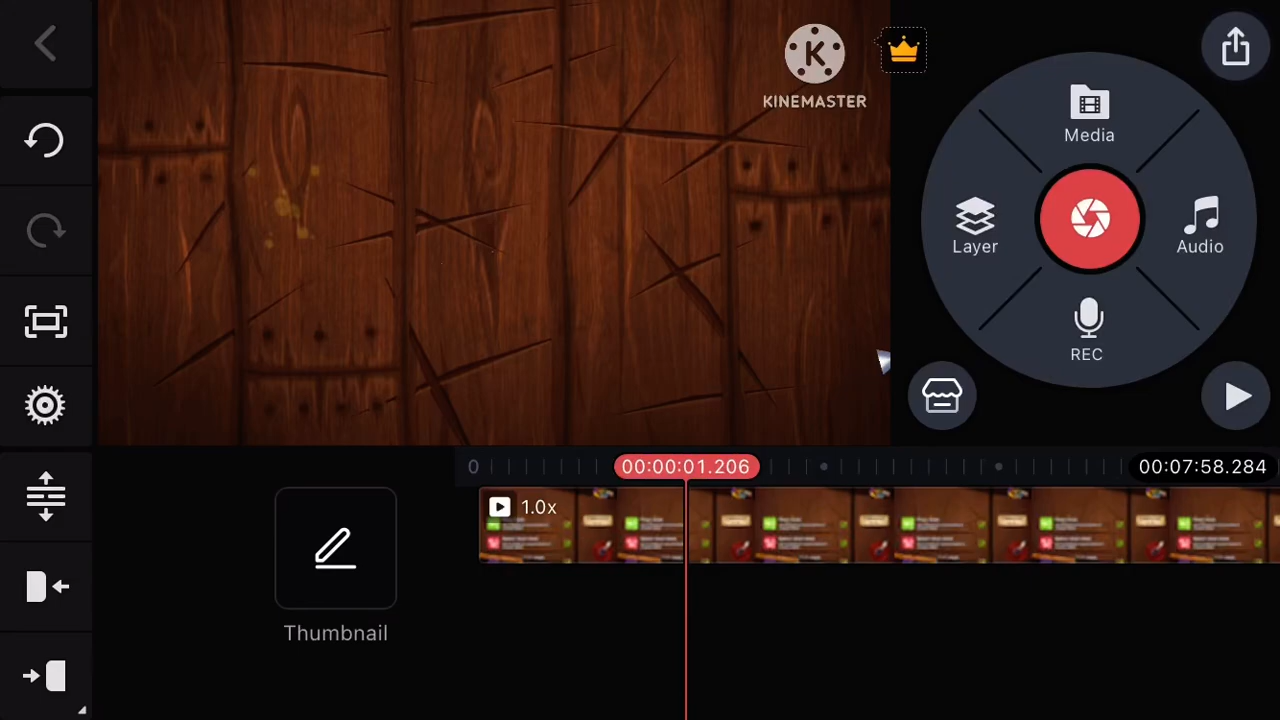 K
KINEMASTER
Media
Layer
Audio
REC
0
00:00:01.206
00:07:58.284
1.0x
Thumbnail